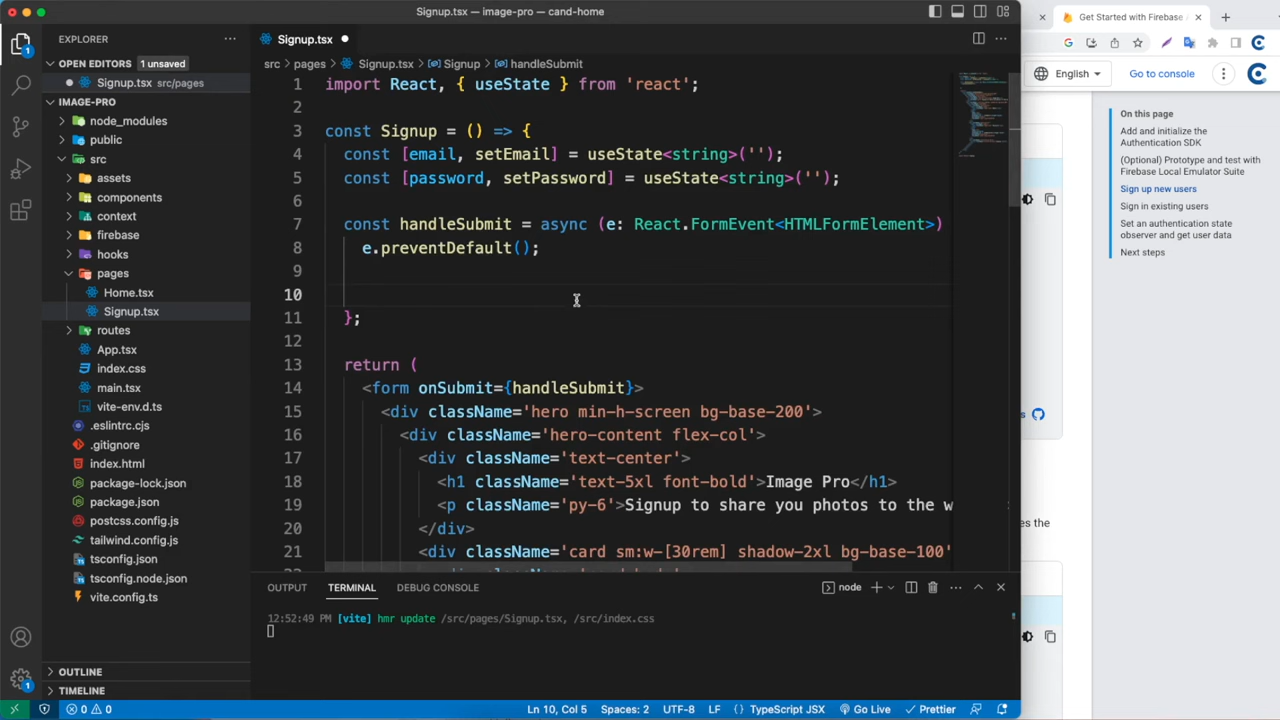 Signup.tsx — image-pro — cand-home
Get Started with Firebase A
EXPLORER
OPEN EDITORS 1 unsaved
Signup.tsx src/pages
IMAGE-PRO
node_modules
public
src
assets
components
context
firebase
hooks
pages
Home.tsx
Signup.tsx
routes
App.tsx
index.css
main.tsx
vite-env.d.ts
.eslintrc.cjs
.gitignore
index.html
package-lock.json
package.json
postcss.config.js
tailwind.config.js
tsconfig.json
tsconfig.node.json
vite.config.ts
OUTLINE
TIMELINE
Signup.tsx
src > pages > Signup.tsx > Signup > handleSubmit
1 import React, { useState } from 'react';
2
3 const Signup = () => {
4 const [email, setEmail] = useState<string>('');
5 const [password, setPassword] = useState<string>('');
6
7 const handleSubmit = async (e: React.FormEvent<HTMLFormElement>)
8 e.preventDefault();
9
10
11 };
12
13 return (
14 <form onSubmit={handleSubmit}>
15 <div className='hero min-h-screen bg-base-200'>
16 <div className='hero-content flex-col'>
17 <div className='text-center'>
18 <h1 className='text-5xl font-bold'>Image Pro</h1>
19 <p className='py-6'>Signup to share you photos to the w
20 </div>
21 <div className='card sm:w-[30rem] shadow-2xl bg-base-100'
OUTPUT TERMINAL DEBUG CONSOLE
node
12:52:49 PM [vite] hmr update /src/pages/Signup.tsx, /src/index.css
0 0
Ln 10, Col 5 Spaces: 2 UTF-8 LF { } TypeScript JSX Go Live Prettier
English
Go to console
On this page
Add and initialize the
Authentication SDK
(Optional) Prototype and test with
Firebase Local Emulator Suite
Sign up new users
Sign in existing users
Set an authentication state
observer and get user data
Next steps
es the